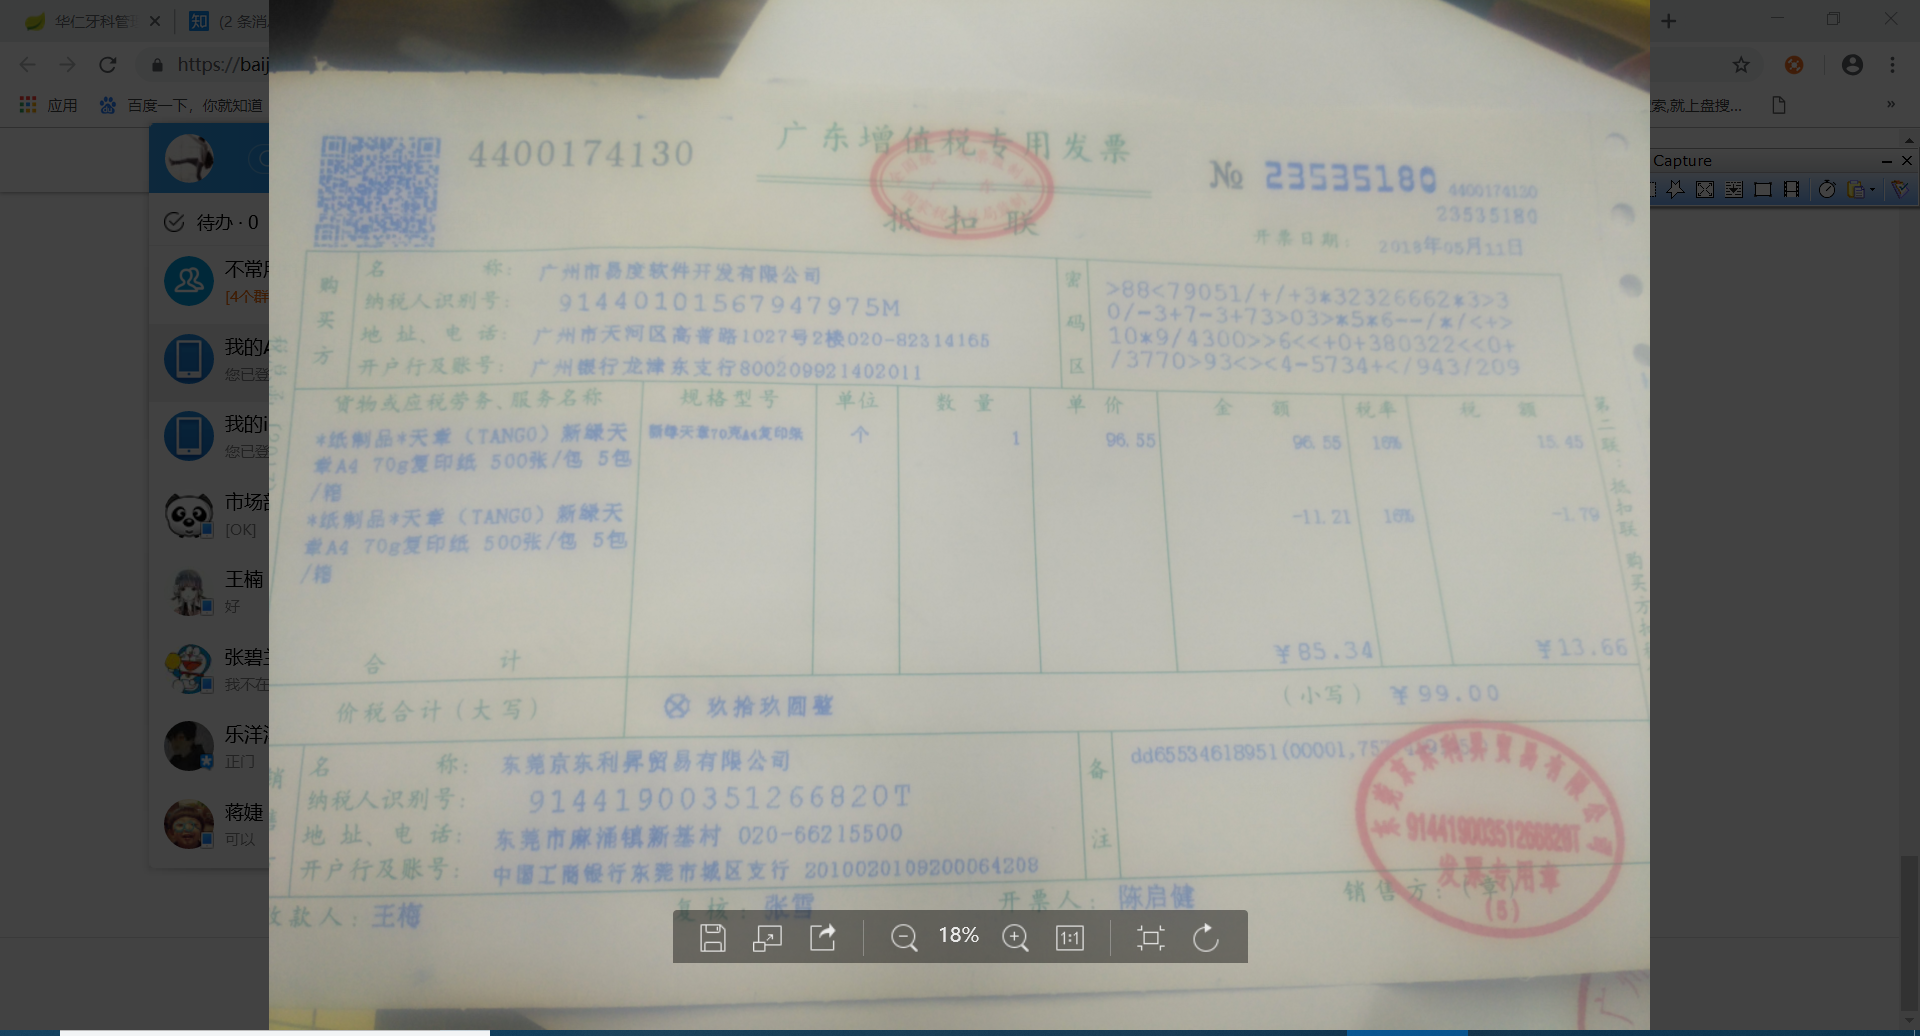 华仁牙科管
(2 条消
https://baij
应用
百度一下，你就知道
索,就上盘搜...
Capture
待办 · 0
不常
[4个群
我的
您已登
我的i
您已登
市场部
[OK]
王楠
好
张碧
我不在
乐洋
正门
蒋婕
可以
4400174130
广东增值税专用发票
抵扣联
№ 23535180
4400174130
23535180
开票日期： 2018年05月11日
购买方
名称： 广州市易度软件开发有限公司
纳税人识别号： 91440101567947975M
地址、电话： 广州市天河区高普路1027号2楼020-82314165
开户行及账号： 广州银行龙津东支行800209921402011
密码区
>88<79051/+/+3*32326662*3>3
0/-3+7-3+73>03>*5*6--/*/<+>
10*9/4300>>6<<+0+380322<<0+
/3770>93<><4-5734+</943/209
货物或应税劳务、服务名称 规格型号 单位 数量 单价 金额 税率 税额
*纸制品*天章（TANGO）新绿天 新绿天章70克A4复印纸 个 1 96.55 96.55 16% 15.45
章A4 70g复印纸 500张/包 5包
/箱
*纸制品*天章（TANGO）新绿天 -11.21 16% -1.79
章A4 70g复印纸 500张/包 5包
/箱
合计 ￥85.34 ￥13.66
价税合计（大写） ⊗ 玖拾玖圆整 （小写） ￥99.00
第二联：抵扣联 购买方
名称： 东莞京东利昇贸易有限公司
纳税人识别号： 91441900351266820T
地址、电话： 东莞市麻涌镇新基村 020-66215500
开户行及账号： 中国工商银行东莞市城区支行 2010020109200064208
备注
dd65534618951(00001,757
东莞京东利昇贸易有限公司
91441900351266820T
发票专用章
(5)
收款人：王梅 复核：张雪 开票人：陈启健 销售方：（章）
18%
1:1